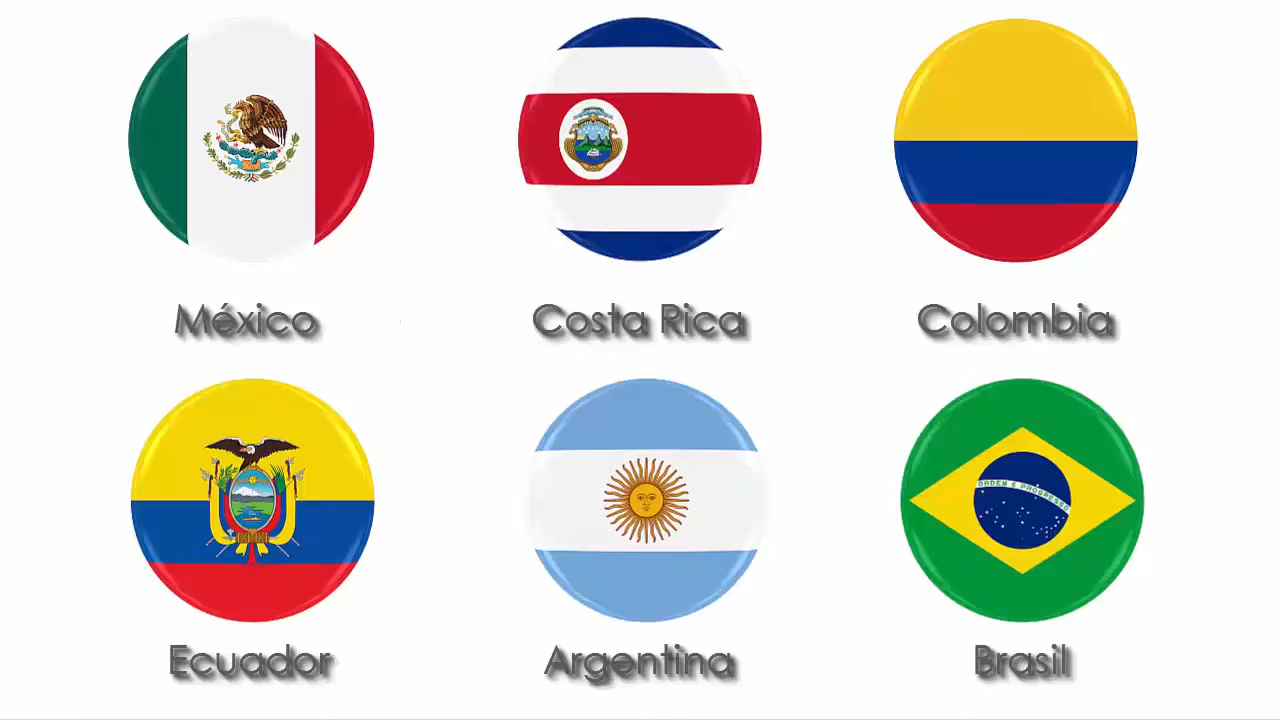 México
Costa Rica
Colombia
ORDEM E PROGRESSO
Ecuador
Argentina
Brasil